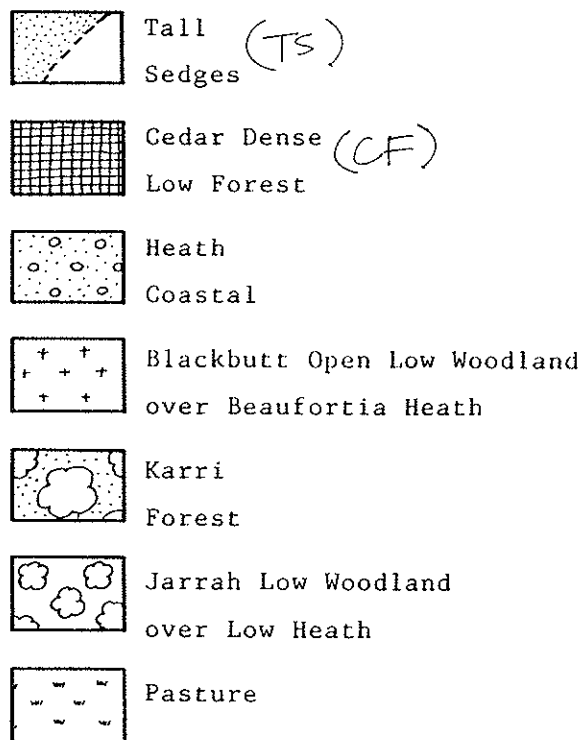 Tall (TS)
Sedges
Cedar Dense (CF)
Low Forest
Heath
Coastal
Blackbutt Open Low Woodland
over Beaufortia Heath
Karri
Forest
Jarrah Low Woodland
over Low Heath
Pasture